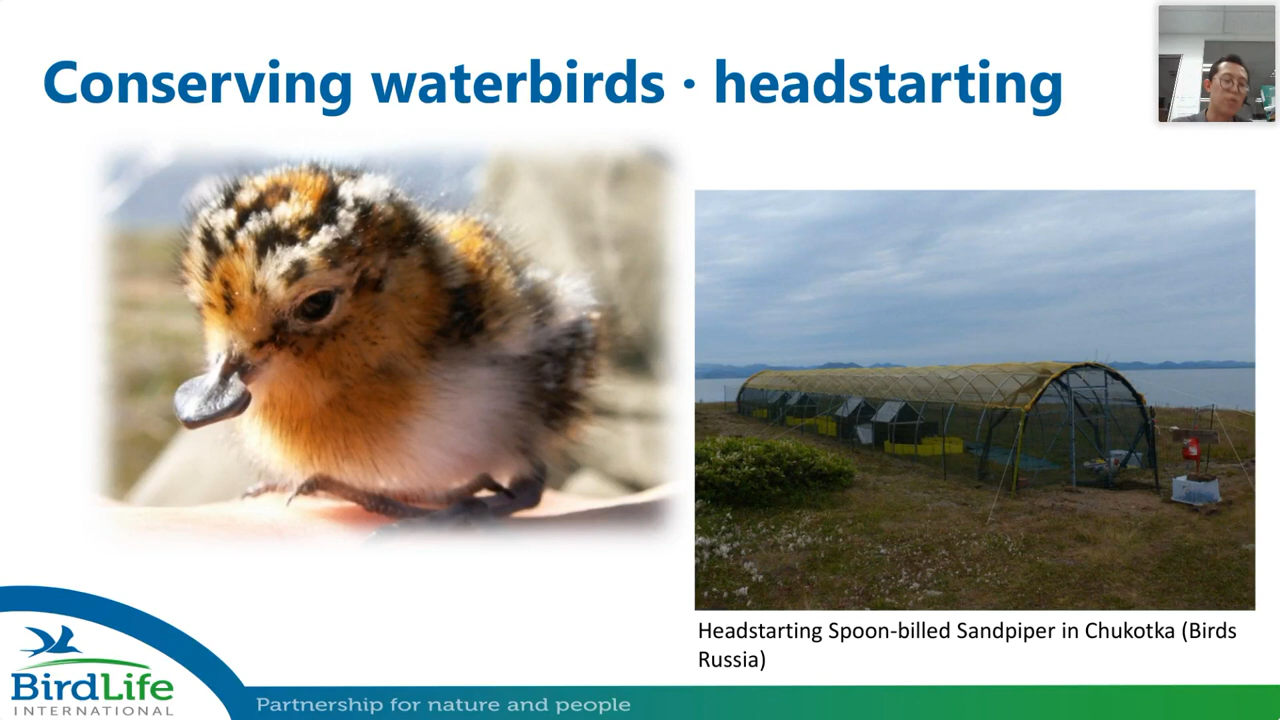 Conserving waterbirds · headstarting
Headstarting Spoon-billed Sandpiper in Chukotka (Birds
Russia)
BirdLife
INTERNATIONAL
Partnership for nature and people